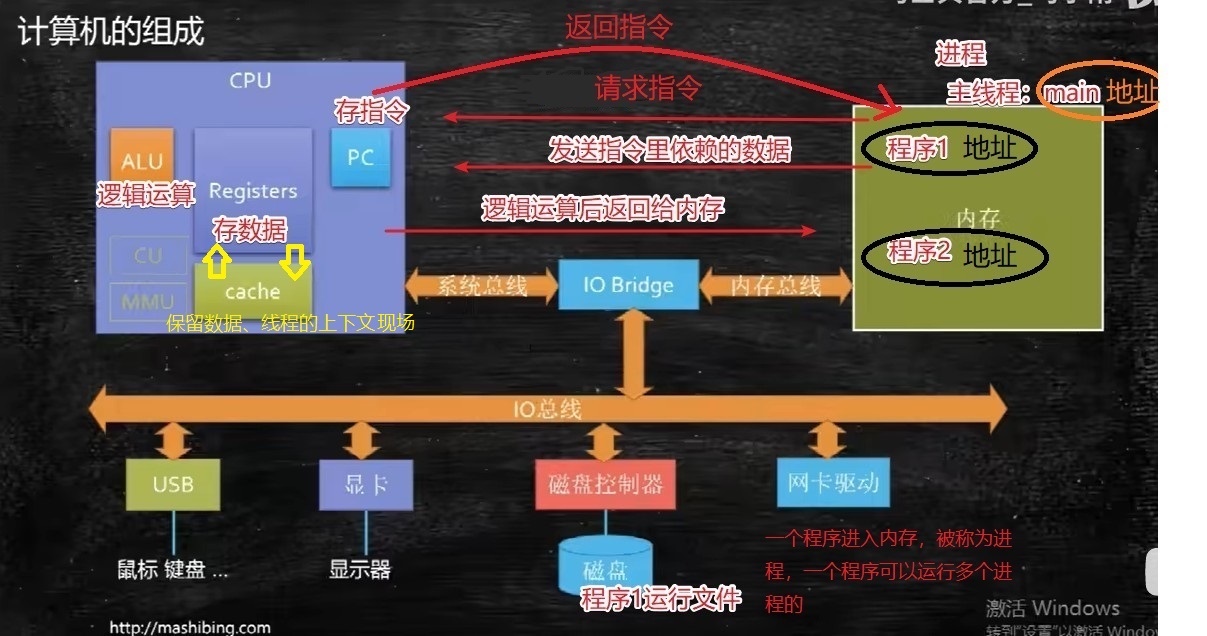 计算机的组成
返回指令
进程
CPU
请求指令
主线程：main 地址
存指令
ALU
PC
发送指令里依赖的数据
程序1 地址
逻辑运算
Registers
存数据
逻辑运算后返回给内存
内存
程序2 地址
CU
cache
MMU
系统总线
IO Bridge
内存总线
保留数据、线程的上下文现场
IO总线
USB
显卡
磁盘控制器
网卡驱动
鼠标 键盘 ...
显示器
磁盘
程序1运行文件
一个程序进入内存，被称为进
程，一个程序可以运行多个进
程的
激活 Windows
转到"设置"以激活 Windo
http://mashibing.com